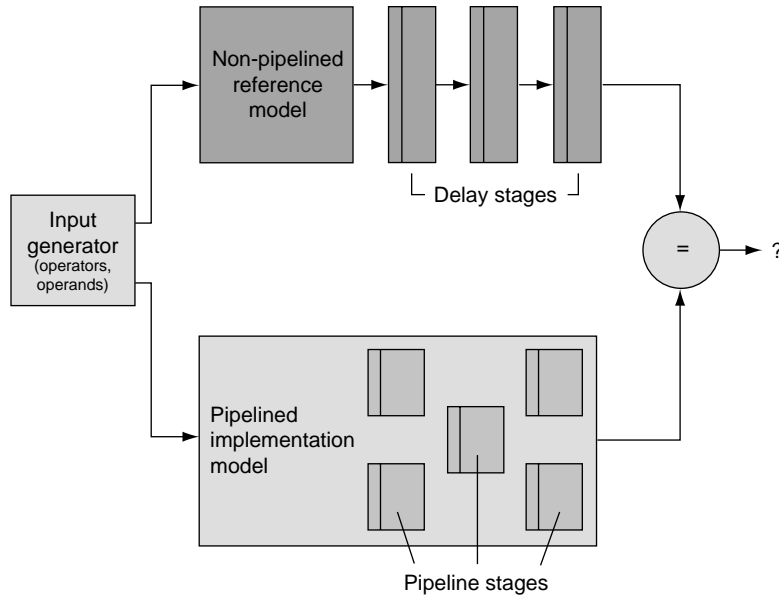 Non-pipelined
reference
model
Delay stages
Input
generator
(operators,
operands)
=
?
Pipelined
implementation
model
Pipeline stages